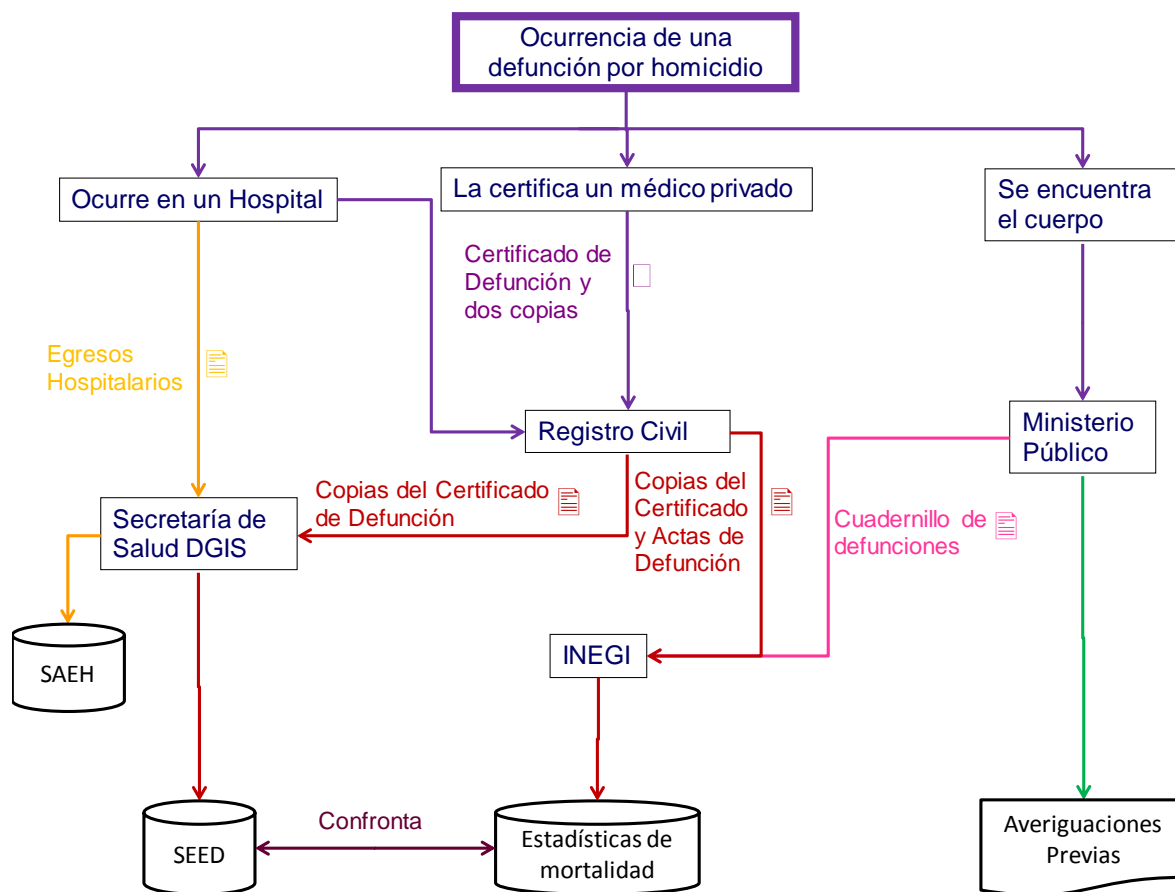 Ocurrencia de una
defunción por homicidio
Ocurre en un Hospital
La certifica un médico privado
Se encuentra
el cuerpo
Certificado de
Defunción y
dos copias
Egresos
Hospitalarios
Registro Civil
Ministerio
Público
Copias del Certificado
de Defunción
Copias del
Certificado
y Actas de
Defunción
Cuadernillo de
defunciones
Secretaría de
Salud DGIS
SAEH
INEGI
Confronta
SEED
Estadísticas de
mortalidad
Averiguaciones
Previas